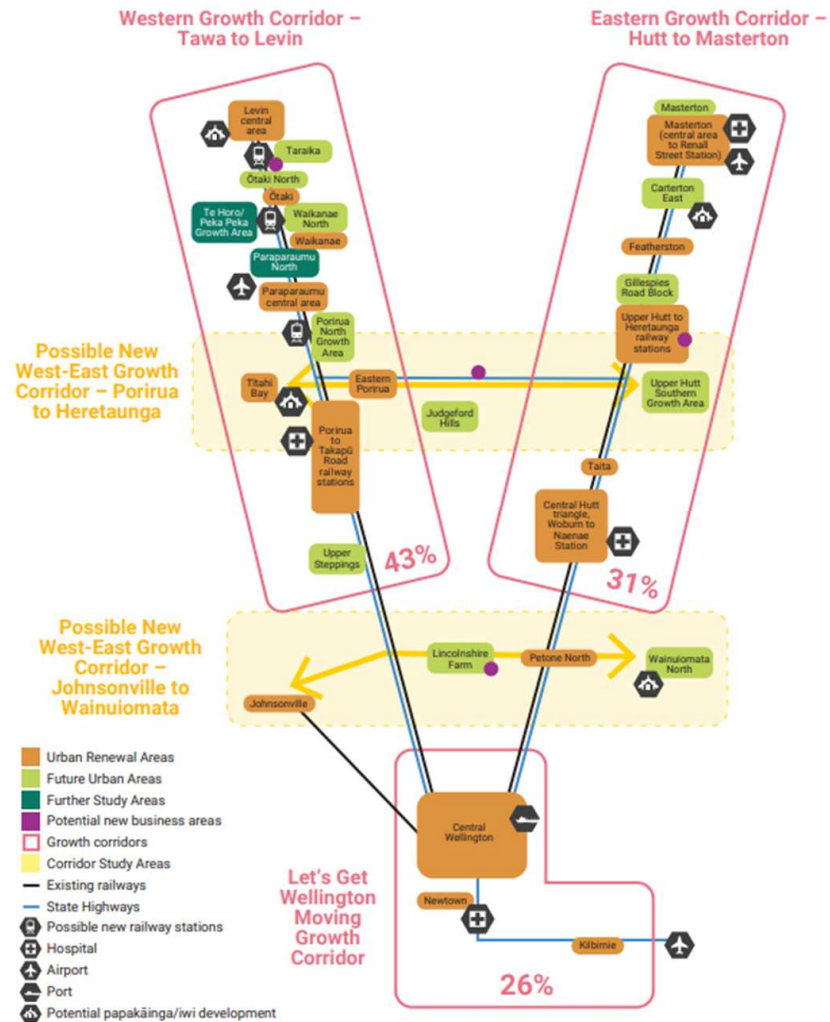 Western Growth Corridor –
Tawa to Levin
Eastern Growth Corridor –
Hutt to Masterton
Levin
central
area
Taraika
Ōtaki North
Ōtaki
Te Horo/
Peka Peka
Growth Area
Waikanae
North
Waikanae
Paraparaumu
North
Paraparaumu
central area
Porirua
North
Growth
Area
Masterton
Masterton
(central area
to Renall
Street Station)
Carterton
East
Featherston
Gillespies
Road Block
Upper Hutt to
Heretaunga
railway
stations
Possible New
West-East Growth
Corridor – Porirua
to Heretaunga
Titahi
Bay
Eastern
Porirua
Judgeford
Hills
Upper Hutt
Southern
Growth Area
Porirua
to
Takapū
Road
railway
stations
Taita
Central Hutt
triangle,
Woburn to
Naenae
Station
Upper
Steppings
43%
31%
Possible New
West-East Growth
Corridor –
Johnsonville to
Wainuiomata
Lincolnshire
Farm
Petone North
Wainuiomata
North
Johnsonville
Urban Renewal Areas
Future Urban Areas
Further Study Areas
Potential new business areas
Growth corridors
Corridor Study Areas
Existing railways
State Highways
Possible new railway stations
Hospital
Airport
Port
Potential papakāinga/iwi development
Central
Wellington
Let's Get
Wellington
Moving
Growth
Corridor
Newtown
Kilbirnie
26%